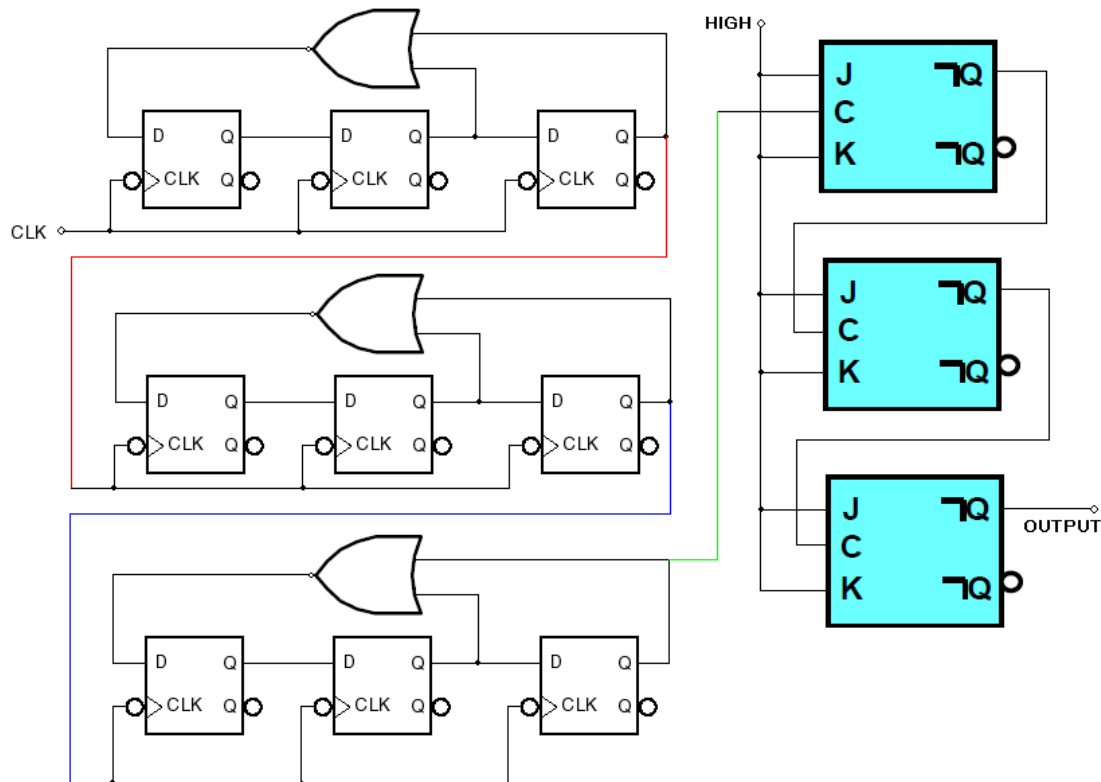 HIGH
J ¬Q
C
K ¬Q
D Q D Q D Q
CLK Q CLK Q CLK Q
CLK
J ¬Q
C
K ¬Q
D Q D Q D Q
CLK Q CLK Q CLK Q
J ¬Q
OUTPUT
C
K ¬Q
D Q D Q D Q
CLK Q CLK Q CLK Q